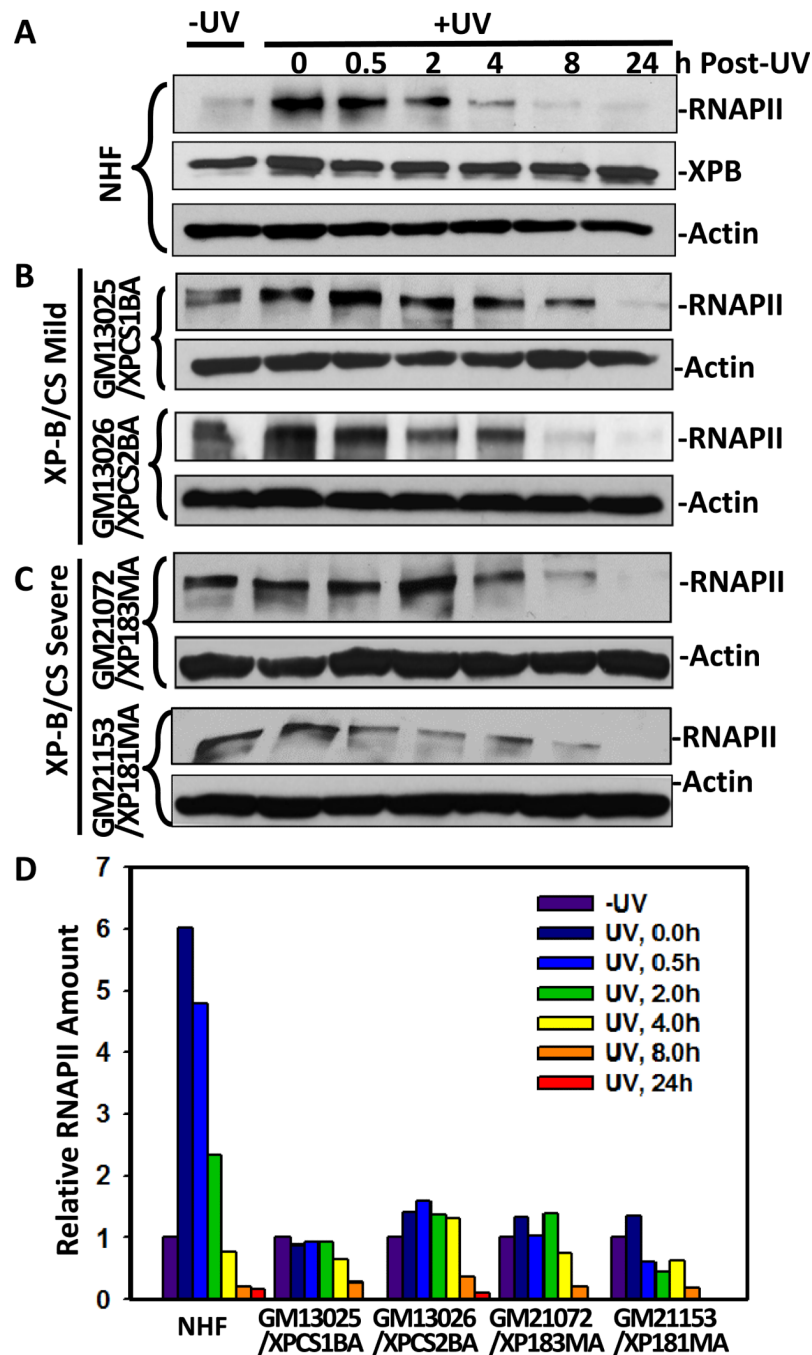 A
-UV
+UV
0 0.5 2 4 8 24 h Post-UV
NHF
-RNAPII
-XPB
-Actin
B
XP-B/CS Mild
GM13025
/XPCS1BA
-RNAPII
-Actin
GM13026
/XPCS2BA
-RNAPII
-Actin
C
XP-B/CS Severe
GM21072
/XP183MA
-RNAPII
-Actin
GM21153
/XP181MA
-RNAPII
-Actin
D
Relative RNAPII Amount
7
6
5
4
3
2
1
0
-UV
UV, 0.0h
UV, 0.5h
UV, 2.0h
UV, 4.0h
UV, 8.0h
UV, 24h
NHF
GM13025
/XPCS1BA
GM13026
/XPCS2BA
GM21072
/XP183MA
GM21153
/XP181MA